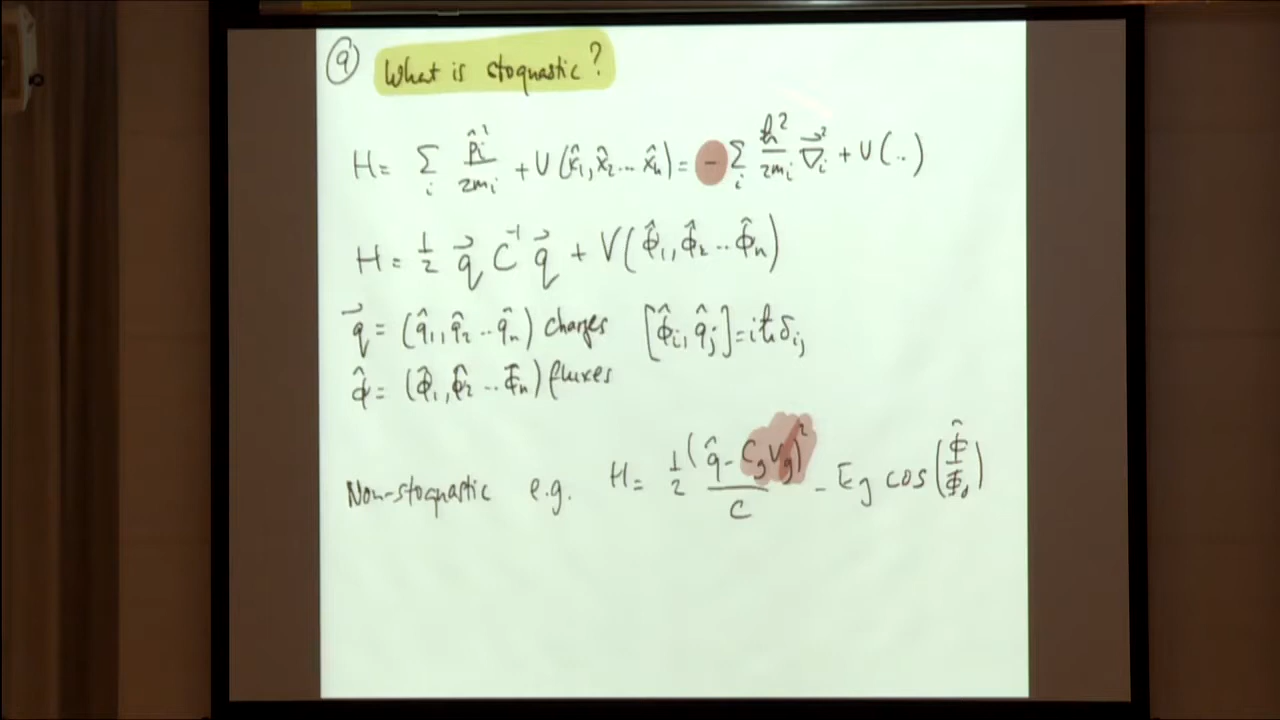 9 What is stoquastic?
H = Σ_i p̂_i²/2m_i + U(x̂_1, x̂_2 ... x̂_n) = - Σ_i ħ²/2m_i ∇⃗_i² + U(..)
H = 1/2 q⃗ C⁻¹ q⃗ + V(Φ̂_1, Φ̂_2 .. Φ̂_n)
q⃗ = (q̂_1, q̂_2 .. q̂_n) charges [Φ̂_i, q̂_j] = iħδ_ij
Φ̂ = (Φ̂_1, Φ̂_2 .. Φ̂_n) fluxes
Non-stoquastic e.g. H = 1/2 (q̂ - C_g V_g)²/C - E_J cos(Φ̂/Φ_0)